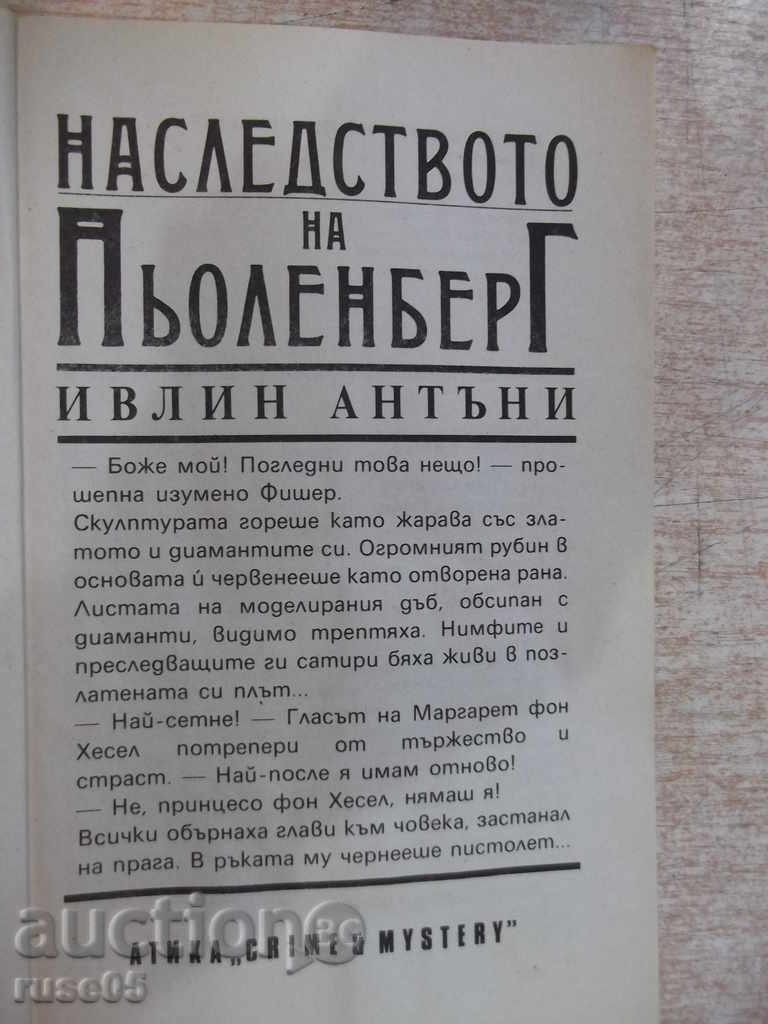 НАСЛЕДСТВОТО
НА
ПЬОЛЕНБЕРГ
ИВЛИН АНТЪНИ
— Боже мой! Погледни това нещо! — про-
шепна изумено Фишер.
Скулптурата гореше като жарава със зла-
тото и диамантите си. Огромният рубин в
основата ѝ червенееше като отворена рана.
Листата на моделирания дъб, обсипан с
диаманти, видимо трептяха. Нимфите и
преследващите ги сатири бяха живи в поз-
латената си плът...
— Най-сетне! — Гласът на Маргарет фон
Хесел потрепери от тържество и
страст. — Най-после я имам отново!
— Не, принцесо фон Хесел, нямаш я!
Всички обърнаха глави към човека, застанал
на прага. В ръката му чернееше пистолет...
АТИКА „CRIME & MYSTERY”
auction.bg
ruse05